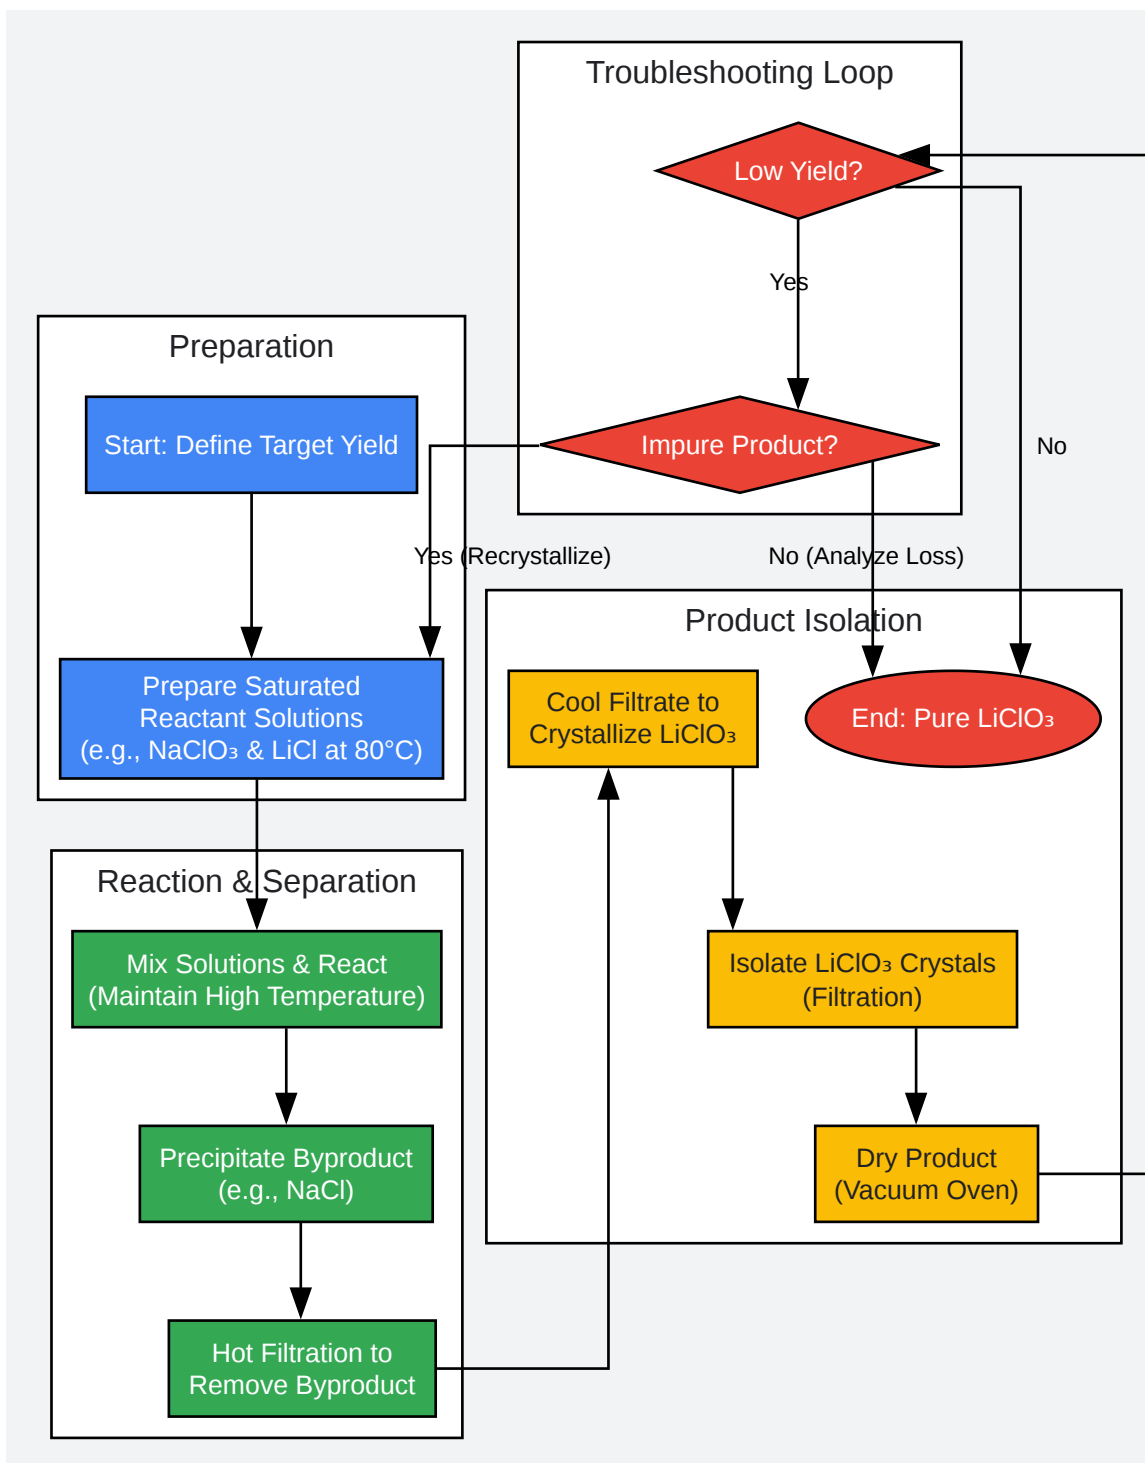 Troubleshooting Loop
Low Yield?
Yes
Impure Product?
No
Yes (Recrystallize)
No (Analyze Loss)
Preparation
Start: Define Target Yield
Prepare Saturated
Reactant Solutions
(e.g., NaClO₃ & LiCl at 80°C)
Reaction & Separation
Mix Solutions & React
(Maintain High Temperature)
Precipitate Byproduct
(e.g., NaCl)
Hot Filtration to
Remove Byproduct
Product Isolation
Cool Filtrate to
Crystallize LiClO₃
End: Pure LiClO₃
Isolate LiClO₃ Crystals
(Filtration)
Dry Product
(Vacuum Oven)